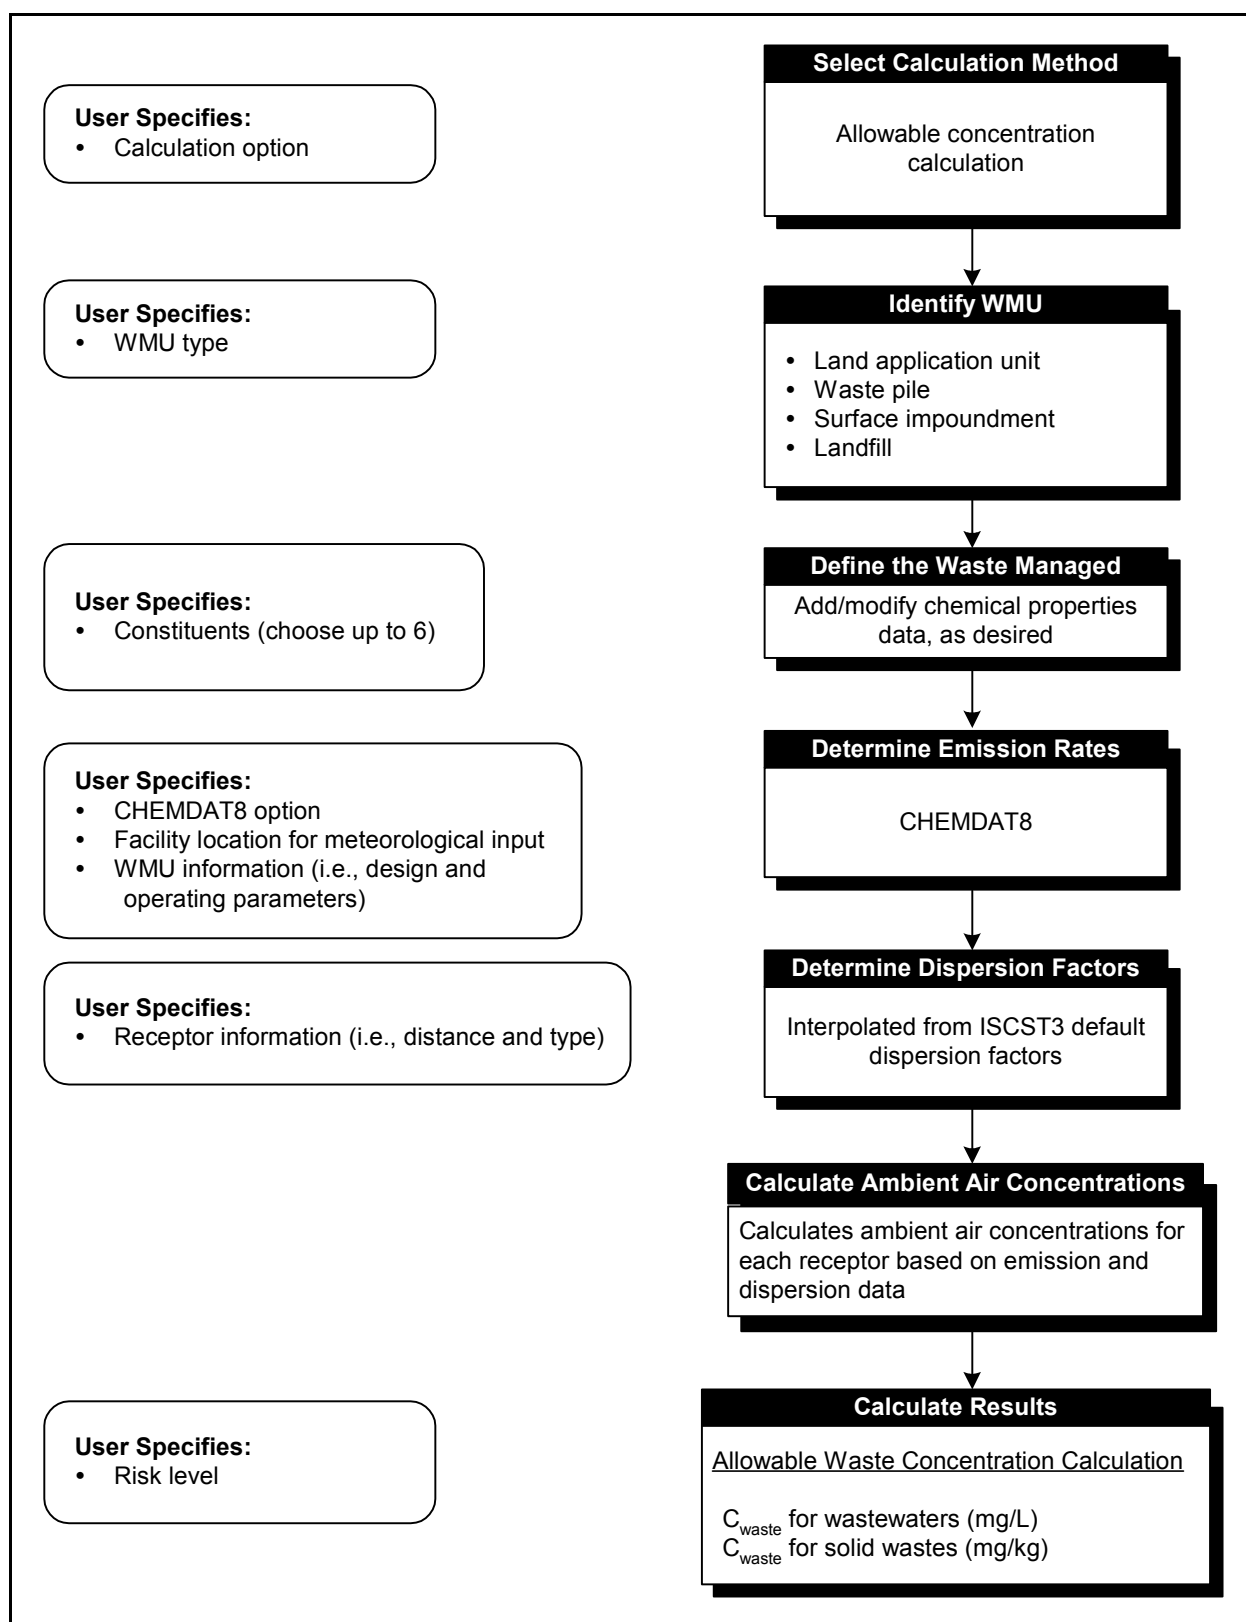 Select Calculation Method
User Specifies:
• Calculation option
Allowable concentration
calculation
User Specifies:
• WMU type
Identify WMU
• Land application unit
• Waste pile
• Surface impoundment
• Landfill
User Specifies:
• Constituents (choose up to 6)
Define the Waste Managed
Add/modify chemical properties
data, as desired
User Specifies:
• CHEMDAT8 option
• Facility location for meteorological input
• WMU information (i.e., design and
operating parameters)
Determine Emission Rates
CHEMDAT8
User Specifies:
• Receptor information (i.e., distance and type)
Determine Dispersion Factors
Interpolated from ISCST3 default
dispersion factors
Calculate Ambient Air Concentrations
Calculates ambient air concentrations for
each receptor based on emission and
dispersion data
User Specifies:
• Risk level
Calculate Results
Allowable Waste Concentration Calculation
Cwaste for wastewaters (mg/L)
Cwaste for solid wastes (mg/kg)